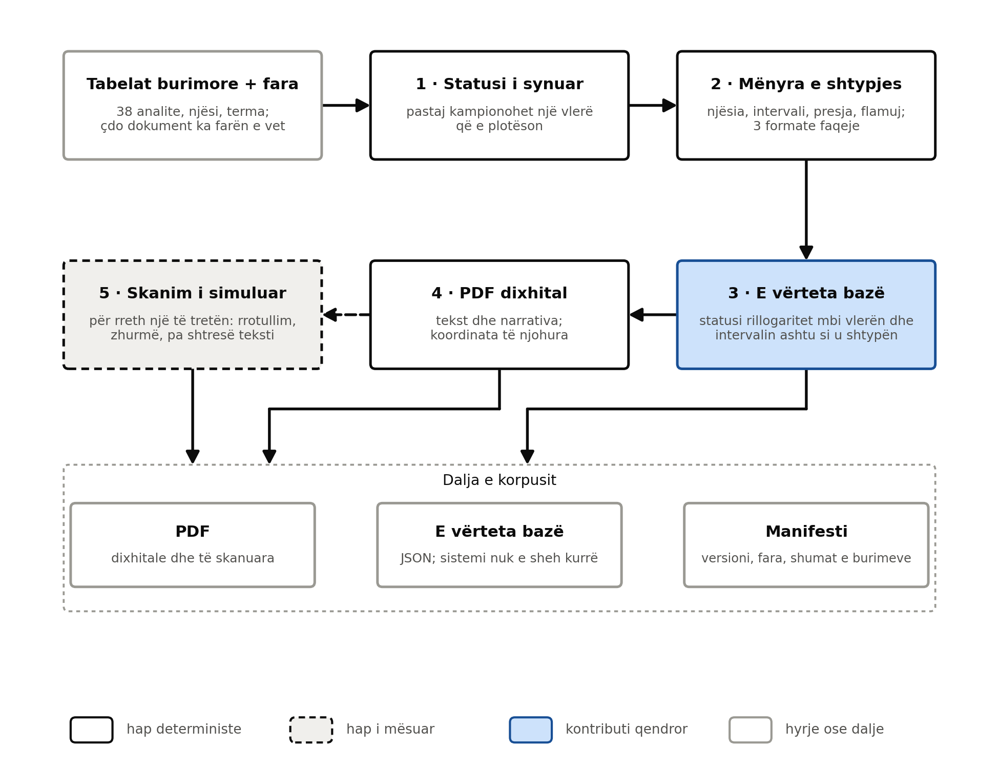 Tabelat burimore + fara
38 analite, njësi, terma;
çdo dokument ka farën e vet
1 · Statusi i synuar
pastaj kampionohet një vlerë
që e plotëson
2 · Mënyra e shtypjes
njësia, intervali, presja, flamuj;
3 formate faqeje
5 · Skanim i simuluar
për rreth një të tretën: rrotullim,
zhurmë, pa shtresë teksti
4 · PDF dixhital
tekst dhe narrativa;
koordinata të njohura
3 · E vërteta bazë
statusi rillogaritet mbi vlerën dhe
intervalin ashtu si u shtypën
Dalja e korpusit
PDF
dixhitale dhe të skanuara
E vërteta bazë
JSON; sistemi nuk e sheh kurrë
Manifesti
versioni, fara, shumat e burimeve
hap deterministe
hap i mësuar
kontributi qendror
hyrje ose dalje